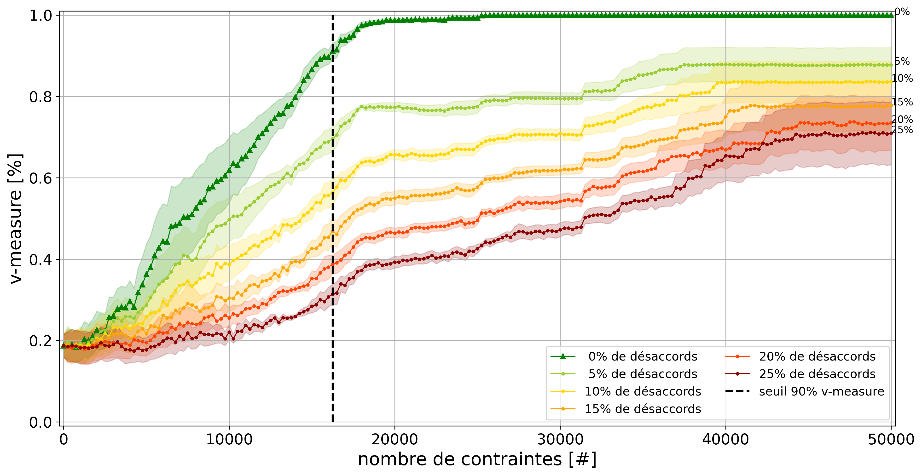 v-measure [%]
1.0
0.8
0.6
0.4
0.2
0.0
0
10000
20000
30000
40000
50000
nombre de contraintes [#]
0%
5%
10%
15%
20%
25%
0% de désaccords
5% de désaccords
10% de désaccords
15% de désaccords
20% de désaccords
25% de désaccords
seuil 90% v-measure